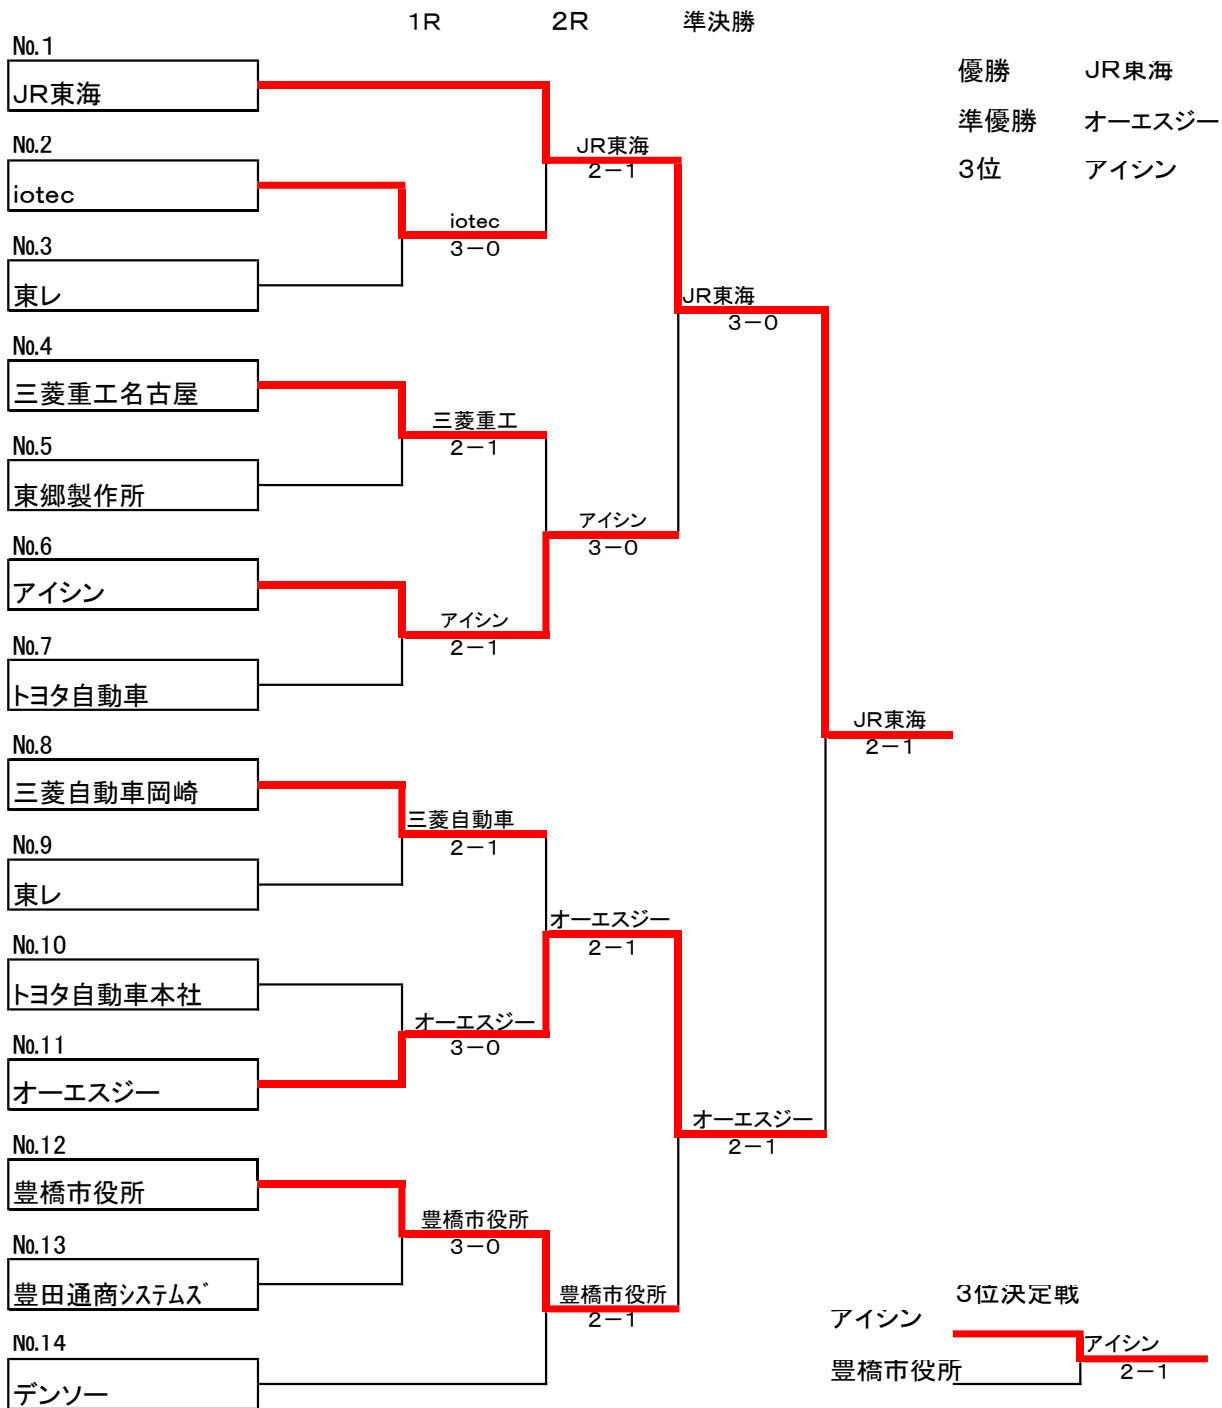 1R 2R 準決勝
No.1
JR東海
優勝 JR東海
準優勝 オーエスジー
3位 アイシン
No.2
iotec
JR東海
2－1
iotec
3－0
No.3
東レ
JR東海
3－0
No.4
三菱重工名古屋
三菱重工
2－1
No.5
東郷製作所
アイシン
3－0
No.6
アイシン
アイシン
2－1
No.7
トヨタ自動車
JR東海
2－1
No.8
三菱自動車岡崎
三菱自動車
2－1
No.9
東レ
オーエスジー
2－1
No.10
トヨタ自動車本社
オーエスジー
3－0
No.11
オーエスジー
オーエスジー
2－1
No.12
豊橋市役所
豊橋市役所
3－0
No.13
豊田通商システムズ
豊橋市役所
2－1
No.14
デンソー
3位決定戦
アイシン
豊橋市役所
アイシン
2－1